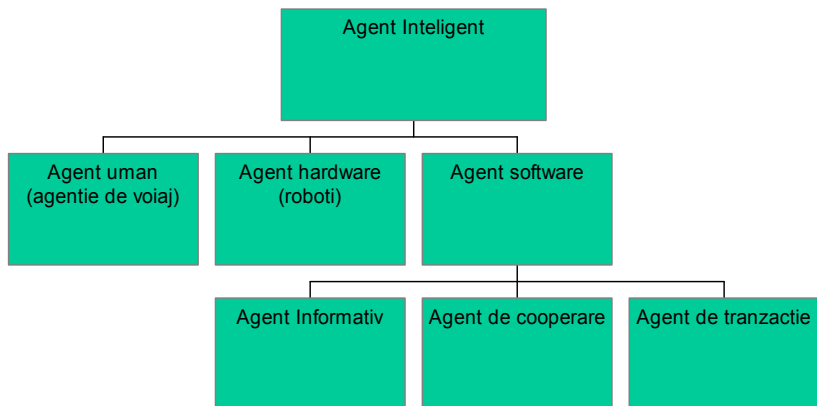 Agent Inteligent
Agent uman
(agentie de voiaj)
Agent hardware
(roboti)
Agent software
Agent Informativ
Agent de cooperare
Agent de tranzactie